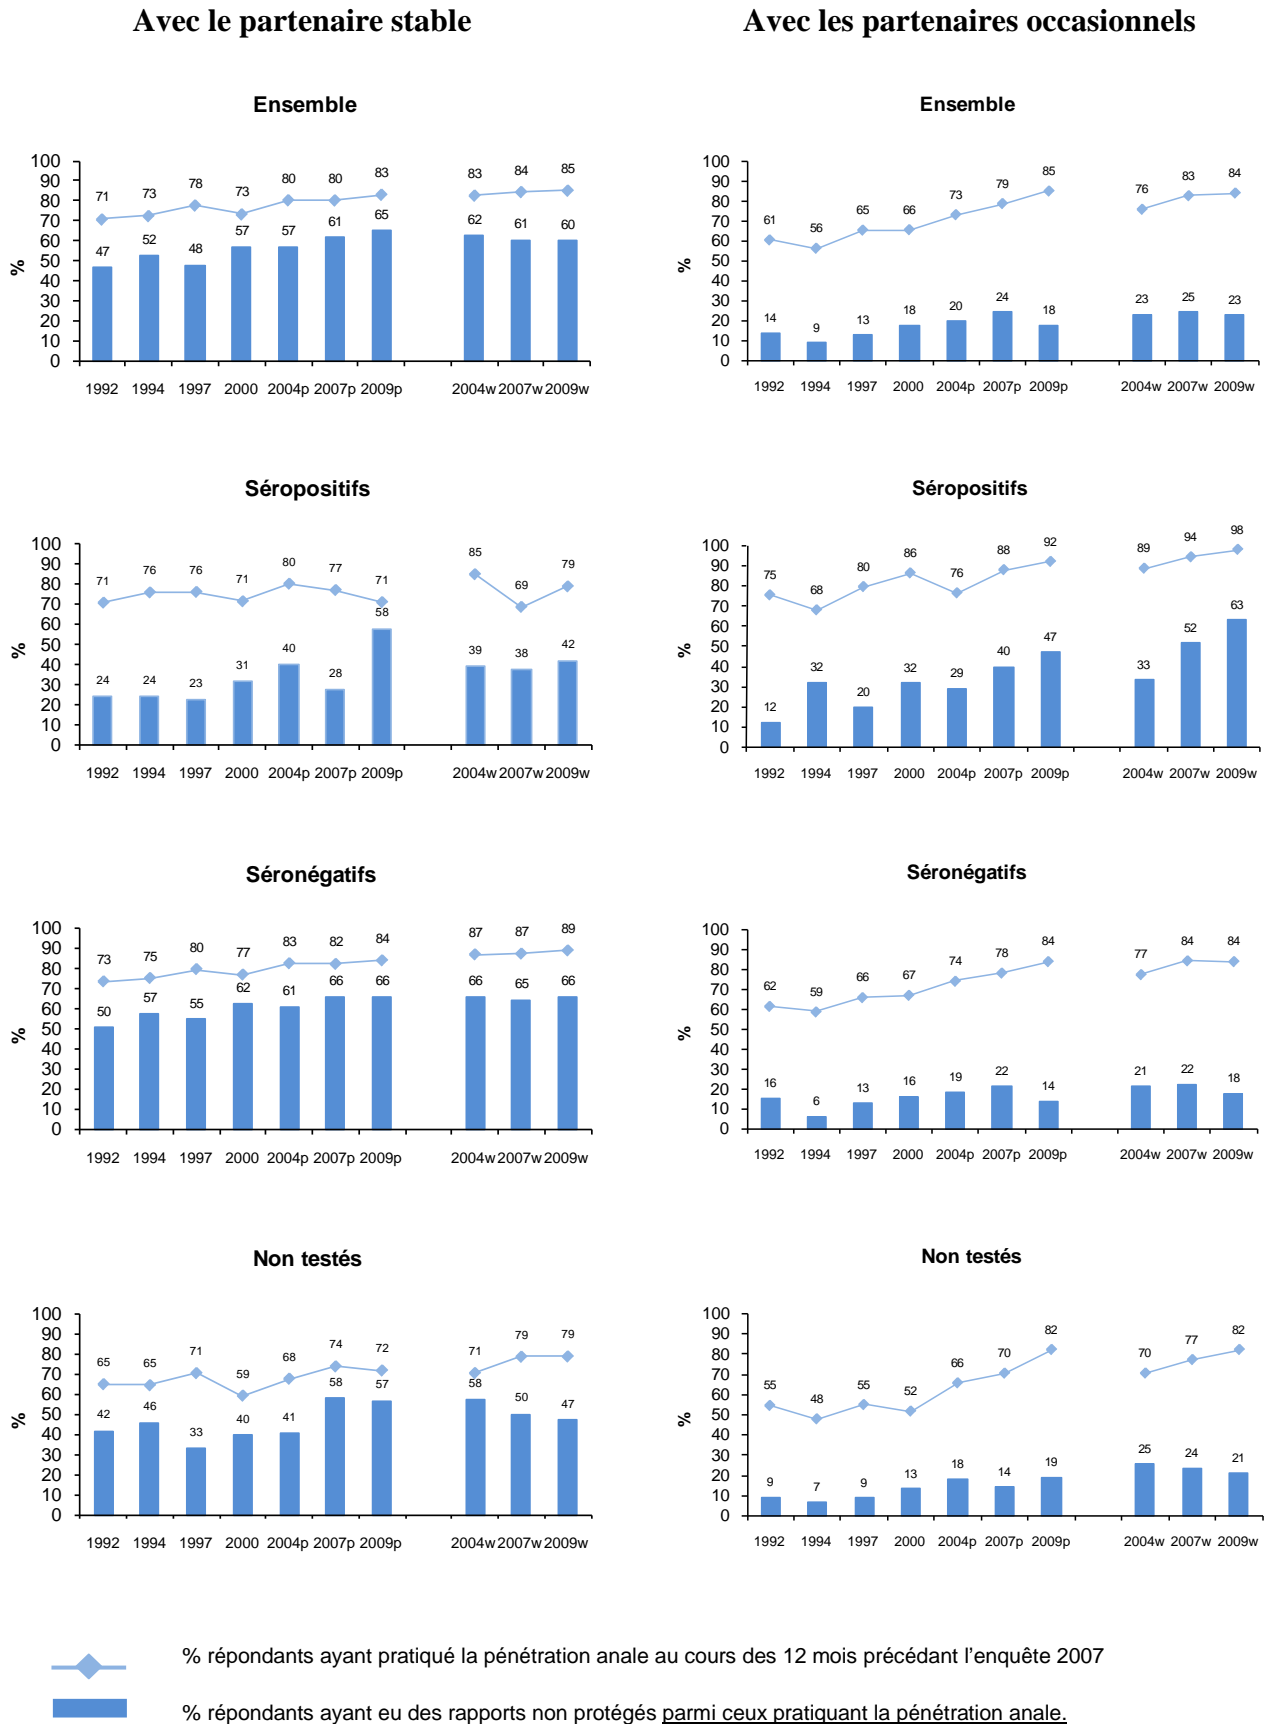 Avec le partenaire stable
Avec les partenaires occasionnels
Ensemble
100
90
80
70
60
50
40
30
20
10
0
%
71 73 78 73 80 80 83 83 84 85
47 52 48 57 57 61 65 62 61 60
1992 1994 1997 2000 2004p 2007p 2009p 2004w 2007w 2009w
Ensemble
100
90
80
70
60
50
40
30
20
10
0
%
61 56 65 66 73 79 85 76 83 84
14 9 13 18 20 24 18 23 25 23
1992 1994 1997 2000 2004p 2007p 2009p 2004w 2007w 2009w
Séropositifs
100
90
80
70
60
50
40
30
20
10
0
%
71 76 76 71 80 77 71 85 69 79
24 24 23 31 40 28 58 39 38 42
1992 1994 1997 2000 2004p 2007p 2009p 2004w 2007w 2009w
Séropositifs
100
90
80
70
60
50
40
30
20
10
0
%
75 68 80 86 76 88 92 89 94 98
12 32 20 32 29 40 47 33 52 63
1992 1994 1997 2000 2004p 2007p 2009p 2004w 2007w 2009w
Séronégatifs
100
90
80
70
60
50
40
30
20
10
0
%
73 75 80 77 83 82 84 87 87 89
50 57 55 62 61 66 66 66 65 66
1992 1994 1997 2000 2004p 2007p 2009p 2004w 2007w 2009w
Séronégatifs
100
90
80
70
60
50
40
30
20
10
0
%
62 59 66 67 74 78 84 77 84 84
16 6 13 16 19 22 14 21 22 18
1992 1994 1997 2000 2004p 2007p 2009p 2004w 2007w 2009w
Non testés
100
90
80
70
60
50
40
30
20
10
0
%
65 65 71 59 68 74 72 71 79 79
42 46 33 40 41 58 57 58 50 47
1992 1994 1997 2000 2004p 2007p 2009p 2004w 2007w 2009w
Non testés
100
90
80
70
60
50
40
30
20
10
0
%
55 48 55 52 66 70 82 70 77 82
9 7 9 13 18 14 19 25 24 21
1992 1994 1997 2000 2004p 2007p 2009p 2004w 2007w 2009w
% répondants ayant pratiqué la pénétration anale au cours des 12 mois précédant l'enquête 2007
% répondants ayant eu des rapports non protégés parmi ceux pratiquant la pénétration anale.